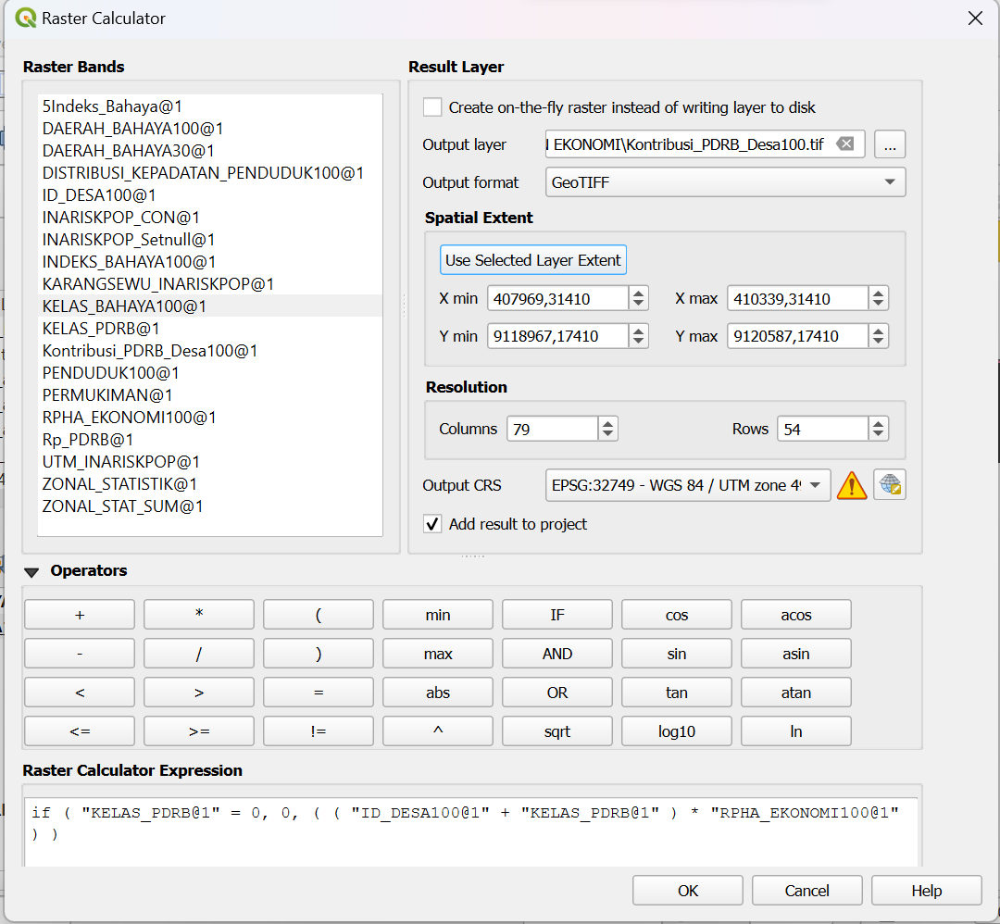 Raster Calculator
Raster Bands
5Indeks_Bahaya@1
DAERAH_BAHAYA100@1
DAERAH_BAHAYA30@1
DISTRIBUSI_KEPADATAN_PENDUDUK100@1
ID_DESA100@1
INARISKPOP_CON@1
INARISKPOP_Setnull@1
INDEKS_BAHAYA100@1
KARANGSEWU_INARISKPOP@1
KELAS_BAHAYA100@1
KELAS_PDRB@1
Kontribusi_PDRB_Desa100@1
PENDUDUK100@1
PERMUKIMAN@1
RPHA_EKONOMI100@1
Rp_PDRB@1
UTM_INARISKPOP@1
ZONAL_STATISTIK@1
ZONAL_STAT_SUM@1
Result Layer
Create on-the-fly raster instead of writing layer to disk
Output layer
EKONOMI\Kontribusi_PDRB_Desa100.tif
...
Output format
GeoTIFF
Spatial Extent
Use Selected Layer Extent
X min 407969,31410 X max 410339,31410
Y min 9118967,17410 Y max 9120587,17410
Resolution
Columns 79 Rows 54
Output CRS EPSG:32749 - WGS 84 / UTM zone
Add result to project
Operators
+ * ( min IF cos acos
- / ) max AND sin asin
< > = abs OR tan atan
<= >= != ^ sqrt log10 ln
Raster Calculator Expression
if ( "KELAS_PDRB@1" = 0, 0, ( ( "ID_DESA100@1" + "KELAS_PDRB@1" ) * "RPHA_EKONOMI100@1"
) )
OK Cancel Help